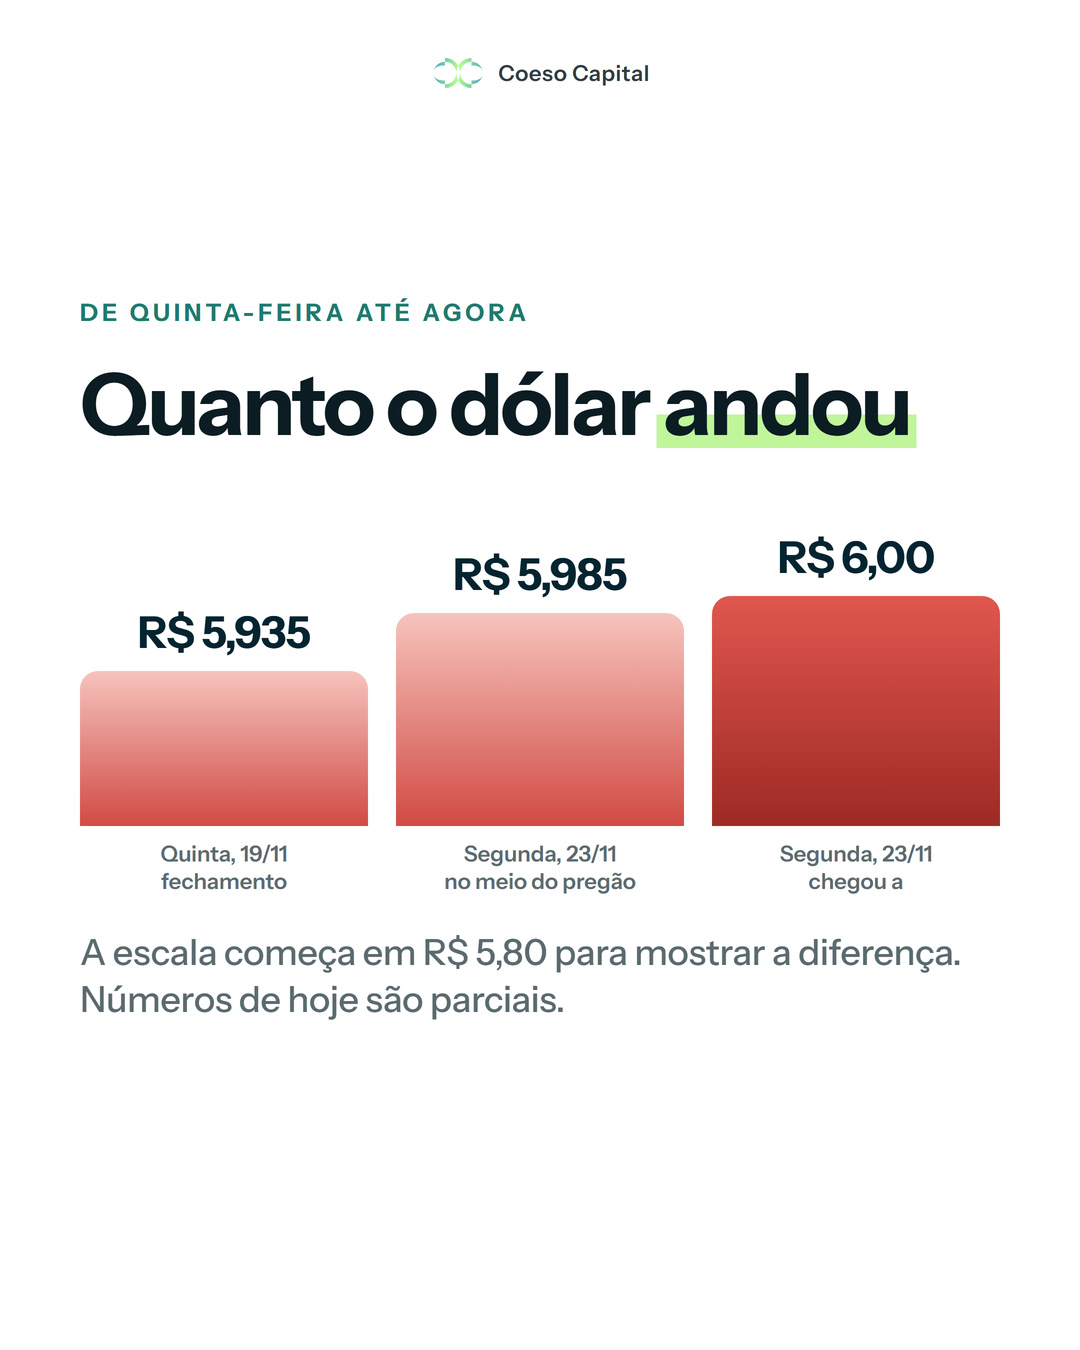 Coeso Capital
DE QUINTA-FEIRA ATÉ AGORA
Quanto o dólar andou
R$ 5,935
R$ 5,985
R$ 6,00
Quinta, 19/11
fechamento
Segunda, 23/11
no meio do pregão
Segunda, 23/11
chegou a
A escala começa em R$ 5,80 para mostrar a diferença.
Números de hoje são parciais.